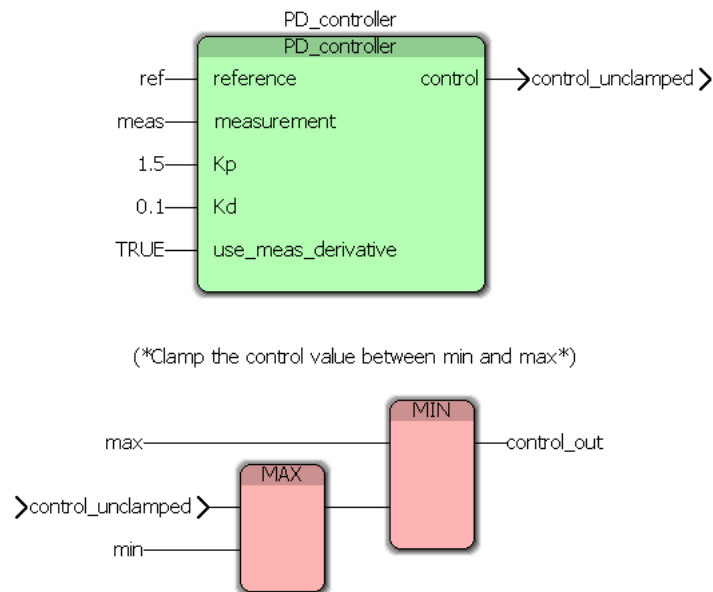 PD_controller
PD_controller
ref reference control control_unclamped
meas measurement
1.5 Kp
0.1 Kd
TRUE use_meas_derivative
(*Clamp the control value between min and max*)
MIN
max control_out
MAX
control_unclamped
min